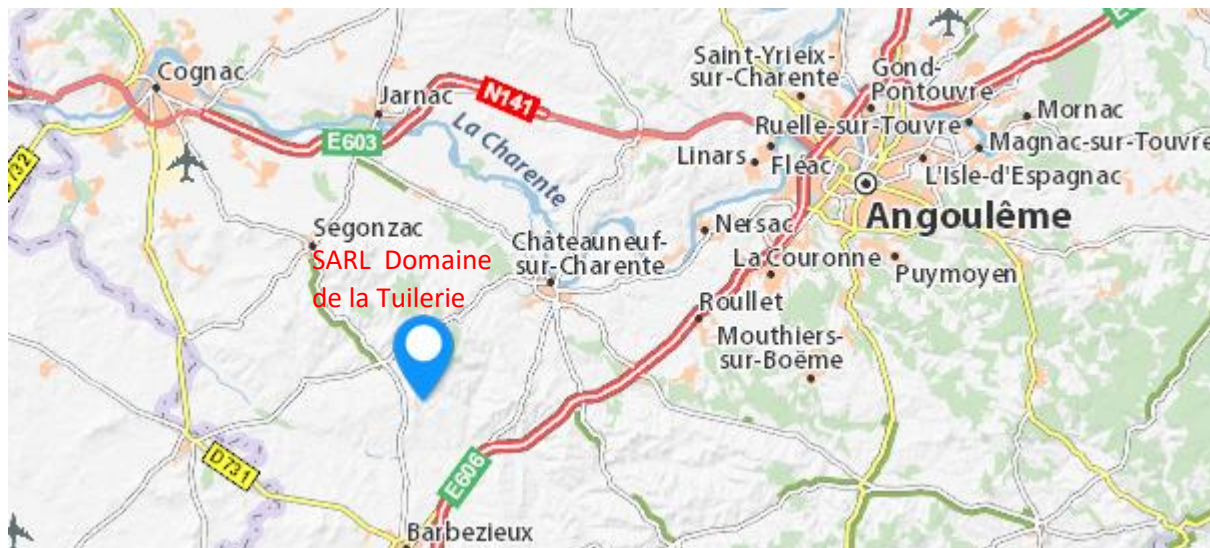 Cognac
Jarnac
N141
E603
La Charente
Saint-Yrieix-
sur-Charente
Gond-
Pontouvre
Mornac
Ruelle-sur-Touvre
Magnac-sur-Touvre
Linars
Fléac
L'Isle-d'Espagnac
Angoulême
Segonzac
SARL Domaine
de la Tuilerie
Châteauneuf-
sur-Charente
Nersac
La Couronne
Puymoyen
Roullet
Mouthiers-
sur-Boëme
D731
E606
Barbezieux